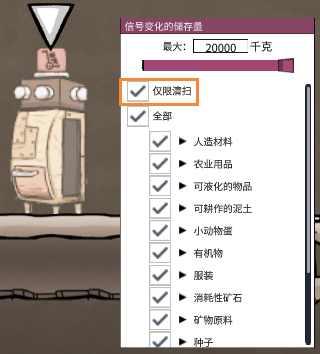 信号变化的储存量
最大: 20000 千克
仅限清扫
全部
人造材料
农业用品
可液化的物品
可耕作的泥土
小动物蛋
有机物
服装
消耗性矿石
矿物原料
种子